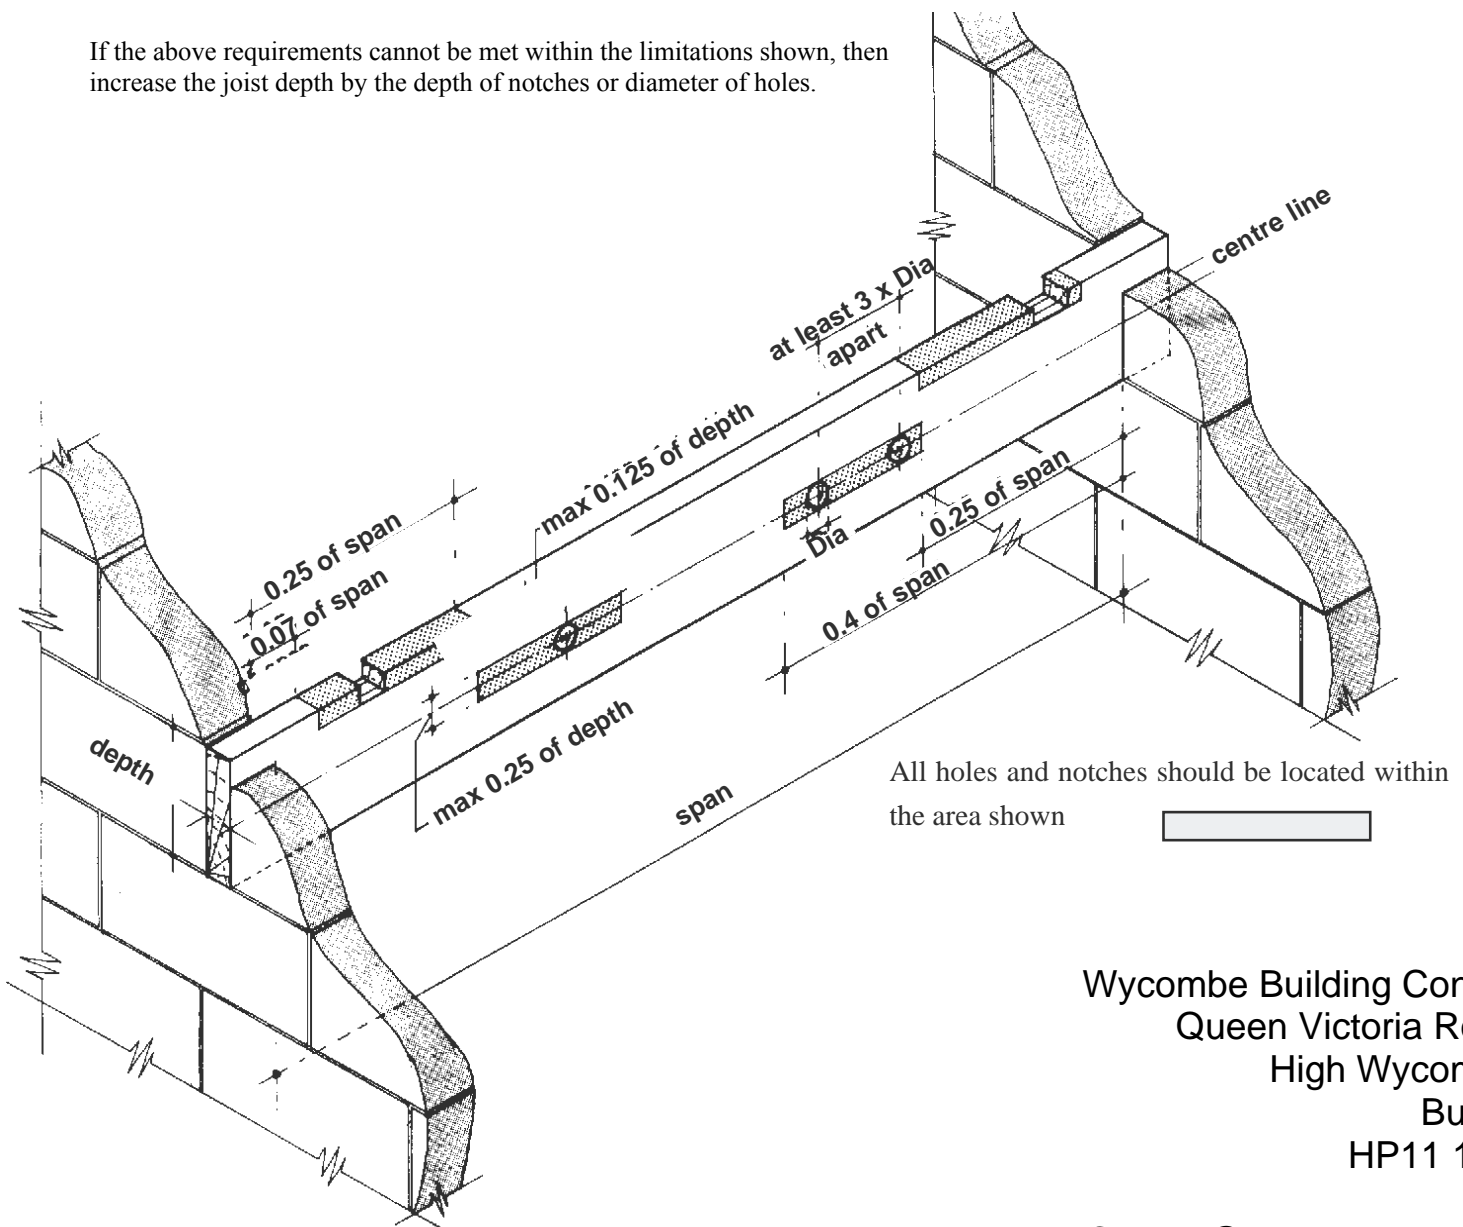 If the above requirements cannot be met within the limitations shown, then
increase the joist depth by the depth of notches or diameter of holes.
centre line
at least 3 x Dia
apart
max 0.125 of depth
0.25 of span
0.07 of span
0.25 of span
Dia
0.4 of span
depth
max 0.25 of depth
span
All holes and notches should be located within
the area shown
Wycombe Building Con
Queen Victoria Ro
High Wycom
Bu
HP11 1